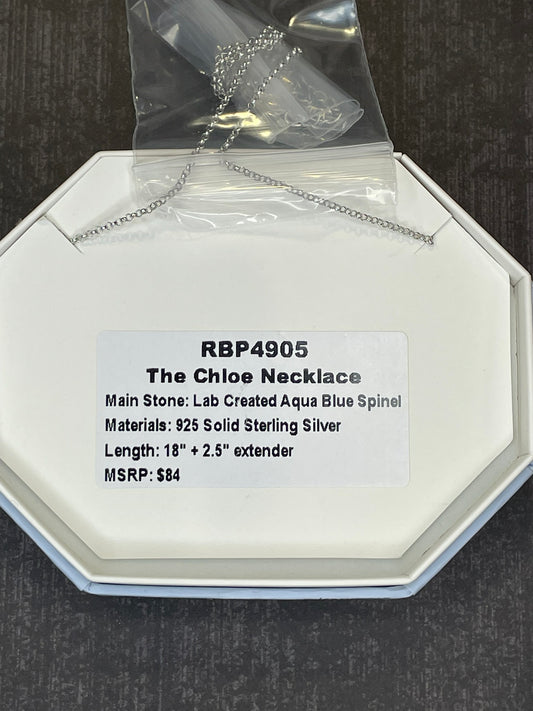 RBP4905
The Chloe Necklace
Main Stone: Lab Created Aqua Blue Spinel
Materials: 925 Solid Sterling Silver
Length: 18" + 2.5" extender
MSRP: $84